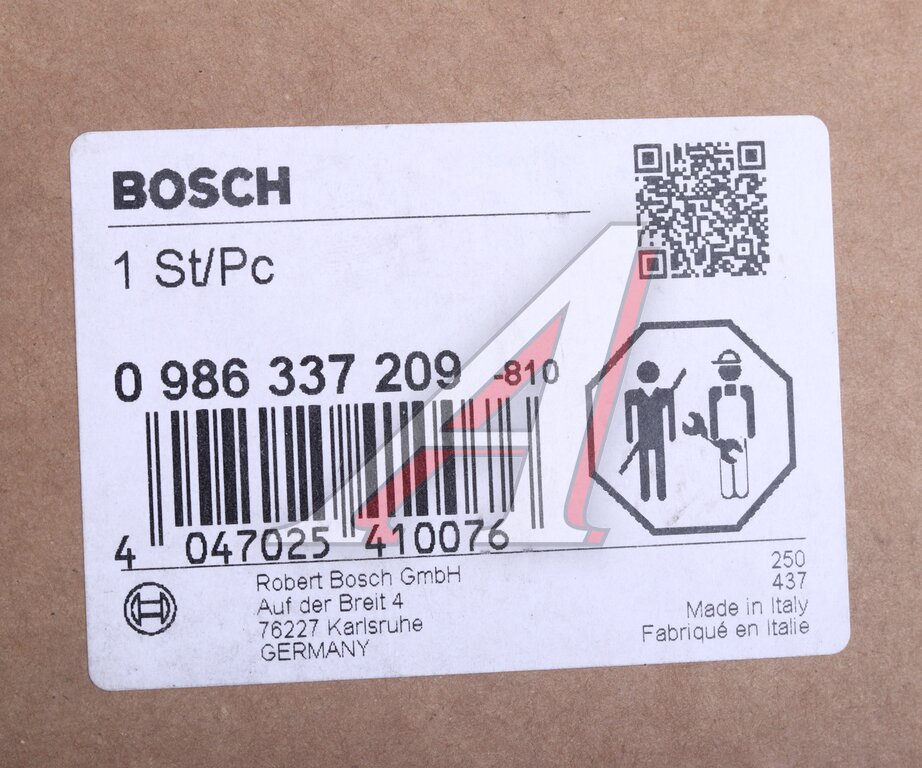 BOSCH
1 St/Pc
0 986 337 209 -810
4 047025 410076
Robert Bosch GmbH
Auf der Breit 4
76227 Karlsruhe
GERMANY
250
437
Made in Italy
Fabriqué en Italie